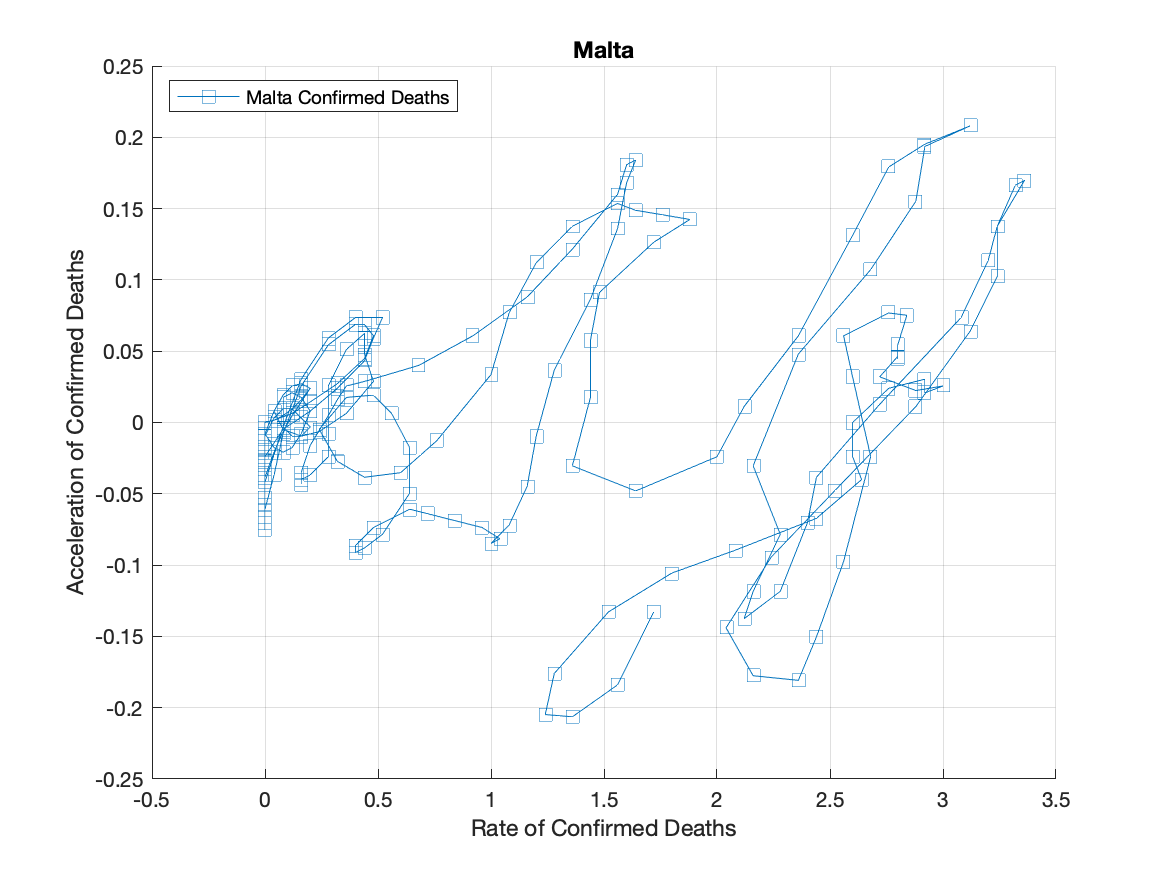 Malta
Malta Confirmed Deaths
0.25
0.2
0.15
0.1
0.05
0
-0.05
-0.1
-0.15
-0.2
-0.25
Acceleration of Confirmed Deaths
-0.5 0 0.5 1 1.5 2 2.5 3 3.5
Rate of Confirmed Deaths